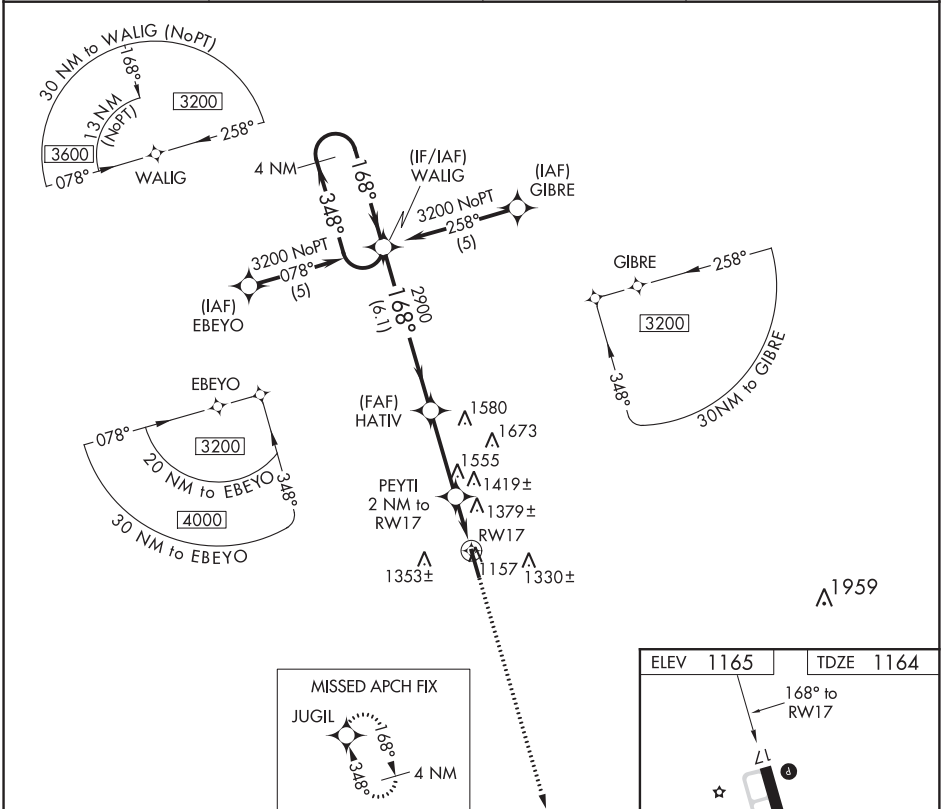 30 NM to WALIG (NoPT)
168°
13 NM
(NoPT)
3200
3600
258°
078°
WALIG
4 NM
168°
348°
(IF/IAF)
WALIG
(IAF)
GIBRE
3200 NoPT
258°
(5)
3200 NoPT
078°
(5)
(IAF)
EBEYO
2900
168°
(6.1)
GIBRE
258°
3200
348°
30NM to GIBRE
EBEYO
078°
3200
20 NM to EBEYO
348°
4000
30 NM to EBEYO
(FAF)
HATIV
1580
1673
1555
1419±
PEYTI
2 NM to
RW17
1379±
RW17
1157
1353±
1330±
1959
MISSED APCH FIX
JUGIL
168°
348°
4 NM
ELEV 1165
TDZE 1164
168° to
RW17
17
P